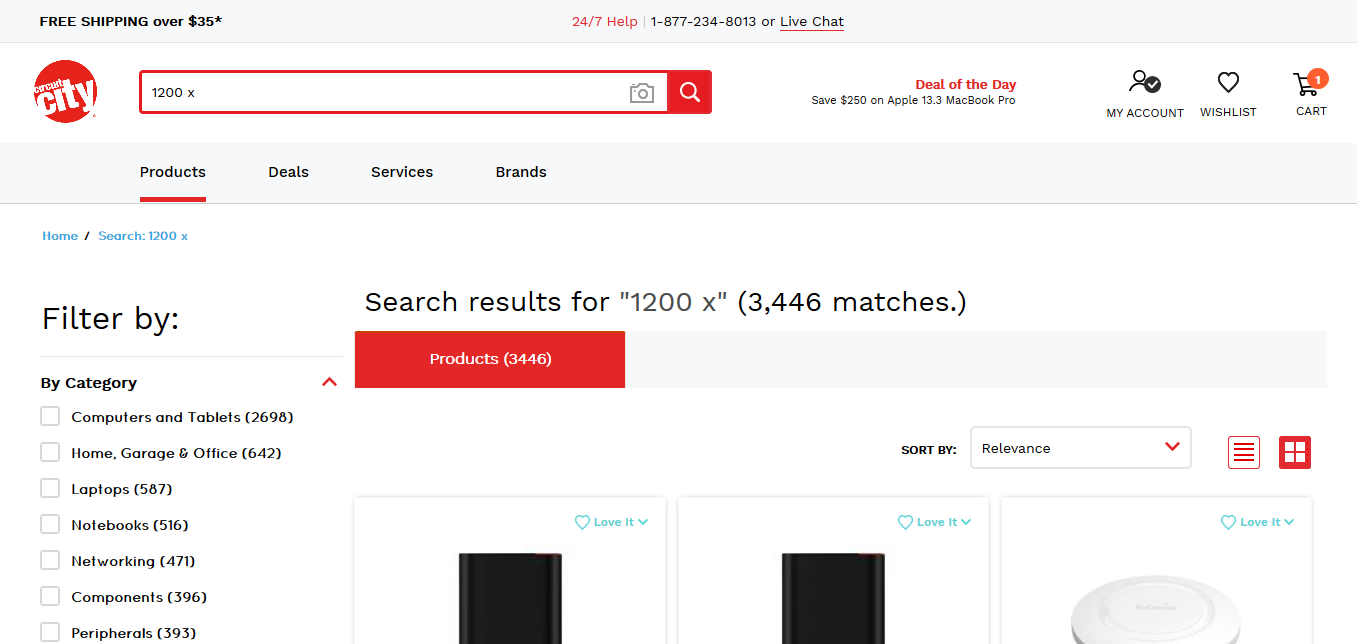 FREE SHIPPING over $35*
24/7 Help | 1-877-234-8013 or Live Chat
circuit
city
1200 x
Deal of the Day
Save $250 on Apple 13.3 MacBook Pro
MY ACCOUNT
WISHLIST
1
CART
Products
Deals
Services
Brands
Home / Search: 1200 x
Filter by:
Search results for "1200 x" (3,446 matches.)
Products (3446)
By Category
Computers and Tablets (2698)
Home, Garage & Office (642)
Laptops (587)
Notebooks (516)
Networking (471)
Components (396)
Peripherals (393)
SORT BY:
Relevance
Love It
Love It
Love It
EnGenius